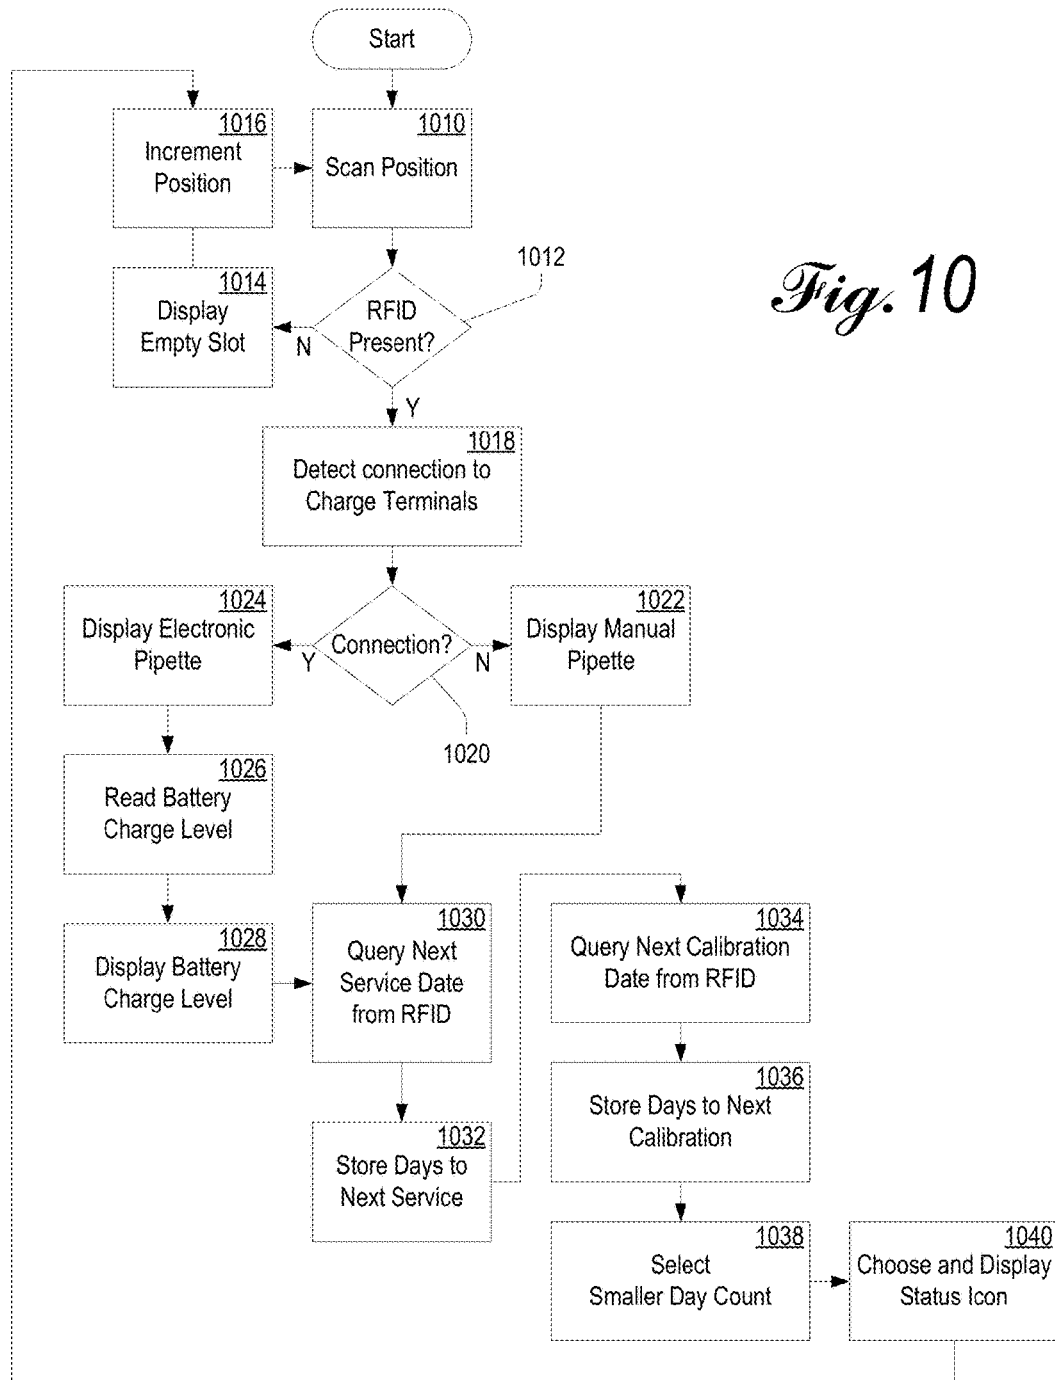 Start
1016
Increment
Position
1010
Scan Position
1012
Fig. 10
1014
Display
Empty Slot
RFID
Present?
N
Y
1018
Detect connection to
Charge Terminals
1024
Display Electronic
Pipette
Connection?
Y
N
1022
Display Manual
Pipette
1020
1026
Read Battery
Charge Level
1028
Display Battery
Charge Level
1030
Query Next
Service Date
from RFID
1034
Query Next Calibration
Date from RFID
1032
Store Days to
Next Service
1036
Store Days to Next
Calibration
1038
Select
Smaller Day Count
1040
Choose and Display
Status Icon